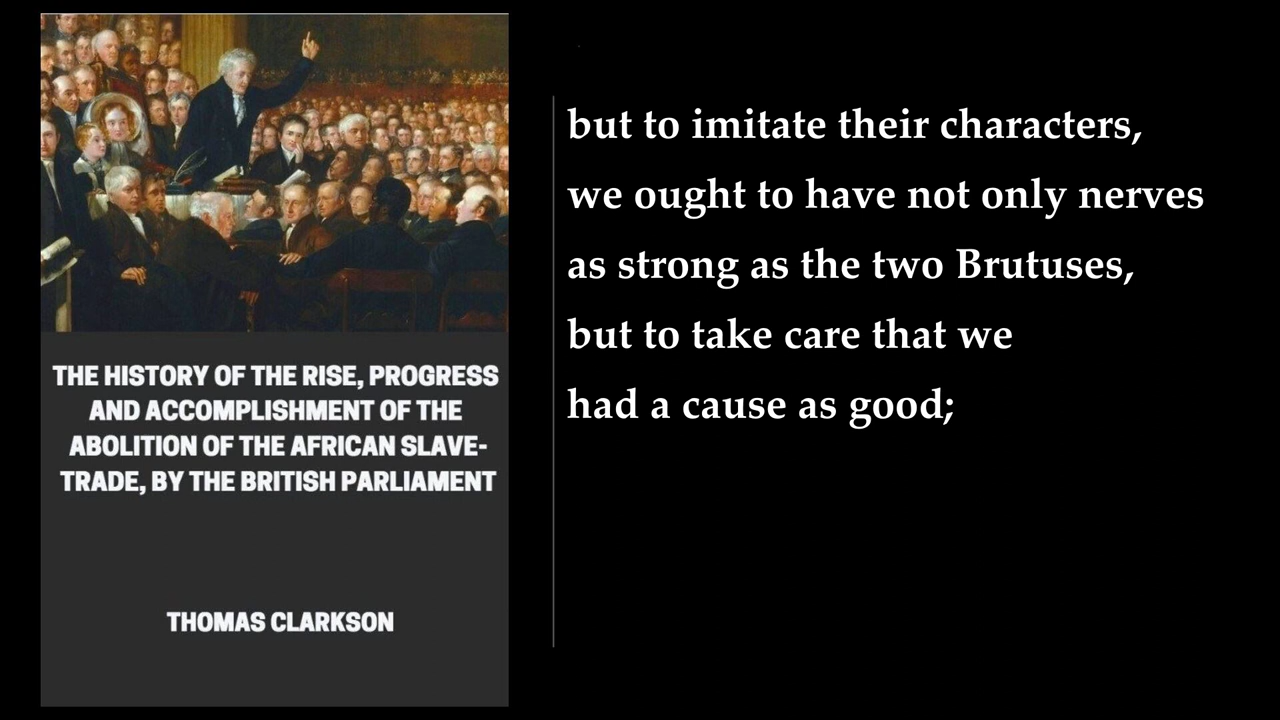 THE HISTORY OF THE RISE, PROGRESS
AND ACCOMPLISHMENT OF THE
ABOLITION OF THE AFRICAN SLAVE-
TRADE, BY THE BRITISH PARLIAMENT
THOMAS CLARKSON
but to imitate their characters,
we ought to have not only nerves
as strong as the two Brutuses,
but to take care that we
had a cause as good;